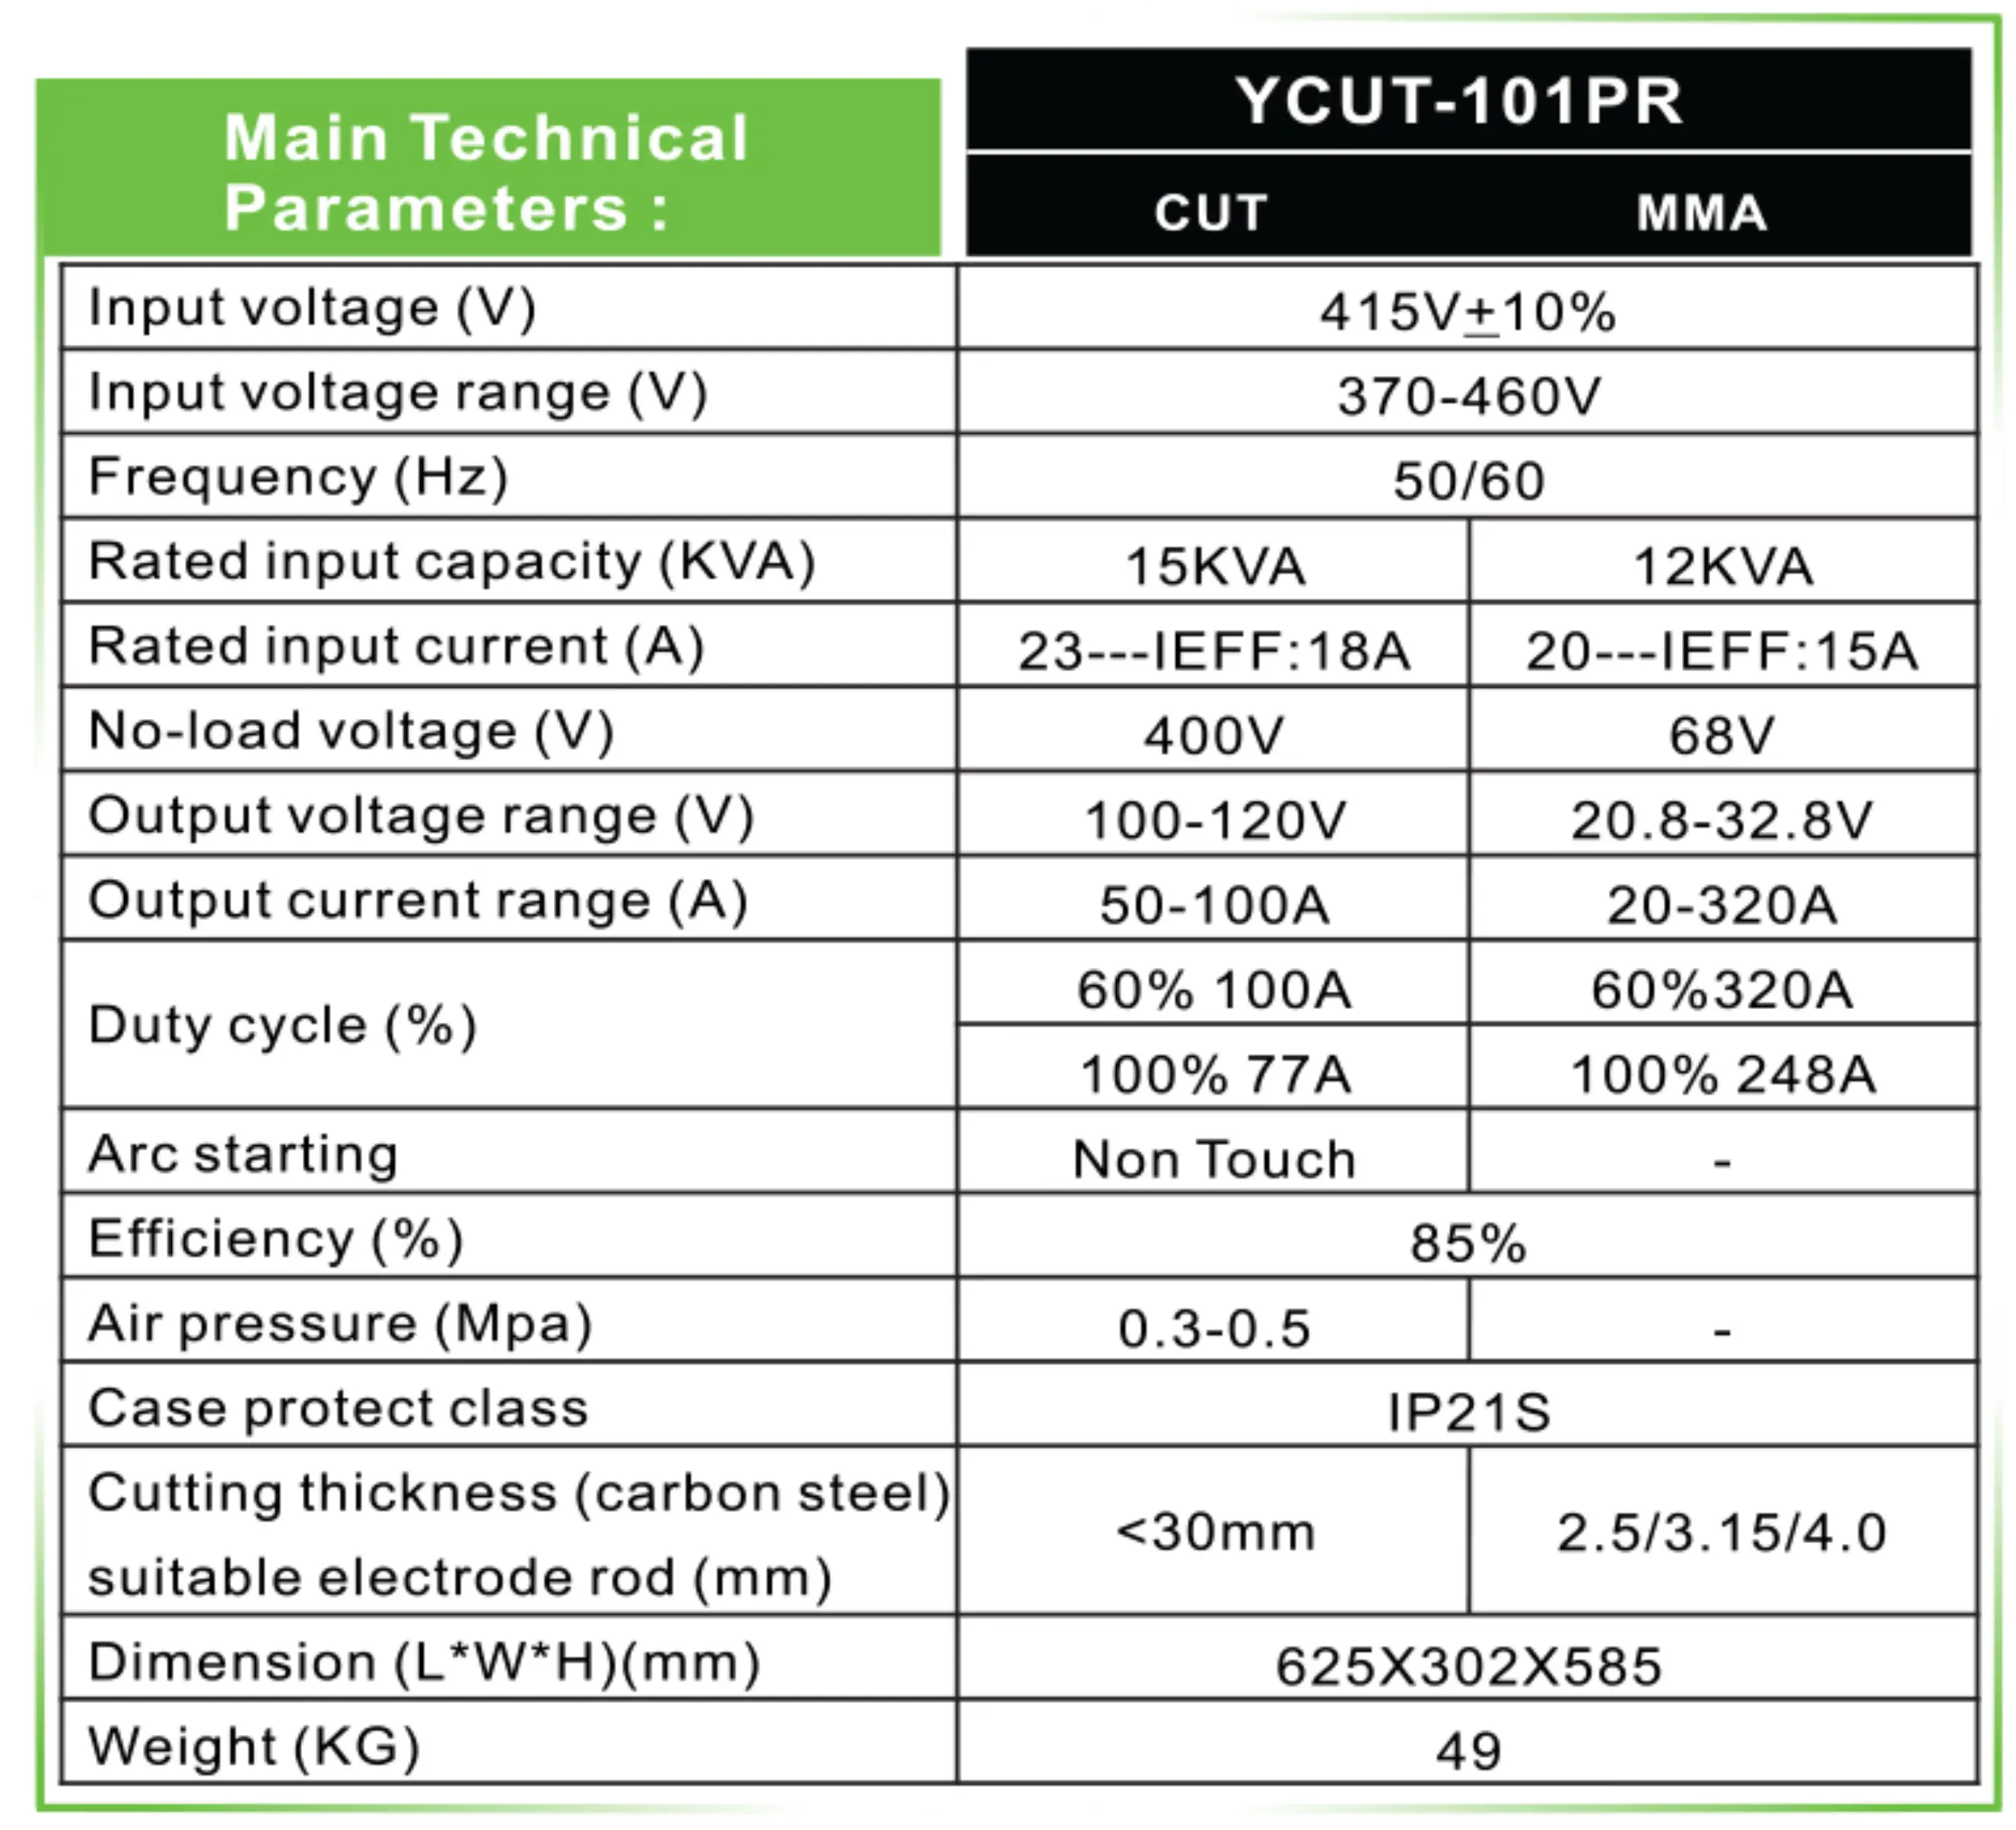 Main Technical
Parameters :
YCUT-101PR
CUT MMA
Input voltage (V) 415V±10%
Input voltage range (V) 370-460V
Frequency (Hz) 50/60
Rated input capacity (KVA) 15KVA 12KVA
Rated input current (A) 23---IEFF:18A 20---IEFF:15A
No-load voltage (V) 400V 68V
Output voltage range (V) 100-120V 20.8-32.8V
Output current range (A) 50-100A 20-320A
Duty cycle (%)
60% 100A 60%320A
100% 77A 100% 248A
Arc starting Non Touch -
Efficiency (%) 85%
Air pressure (Mpa) 0.3-0.5 -
Case protect class IP21S
Cutting thickness (carbon steel)
suitable electrode rod (mm)
<30mm 2.5/3.15/4.0
Dimension (L*W*H)(mm) 625X302X585
Weight (KG) 49